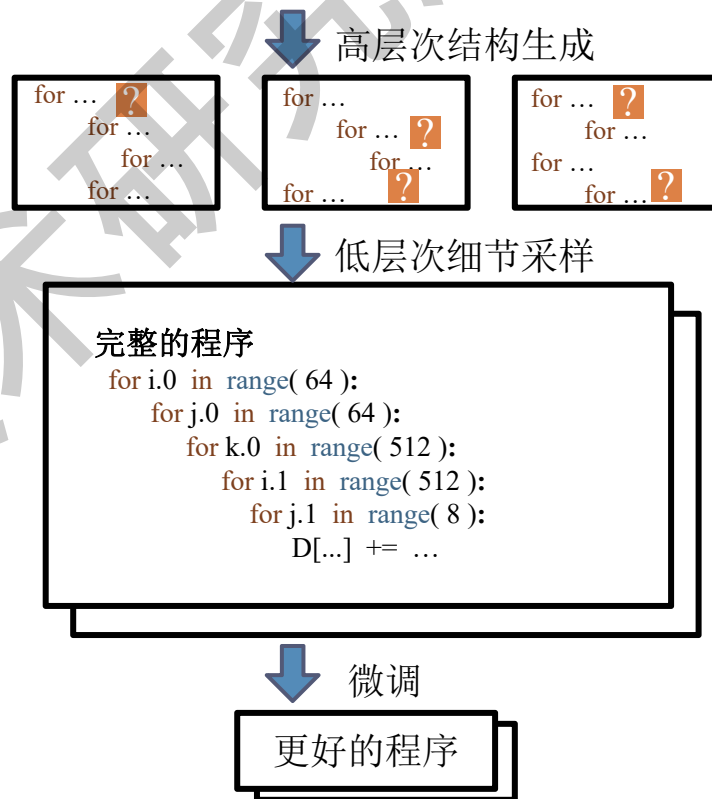 高层次结构生成
for … ?
for …
for …
for …
for …
for … ?
for …
for … ?
for … ?
for …
for …
for … ?
低层次细节采样
完整的程序
for i.0 in range( 64 ):
for j.0 in range( 64 ):
for k.0 in range( 512 ):
for i.1 in range( 512 ):
for j.1 in range( 8 ):
D[...] += …
微调
更好的程序